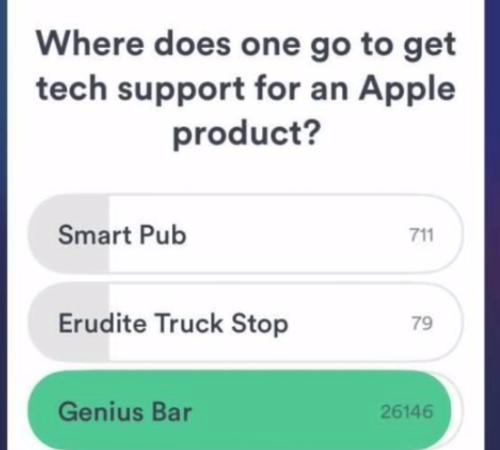 Where does one go to get
tech support for an Apple
product?
Smart Pub 711
Erudite Truck Stop 79
Genius Bar 26146